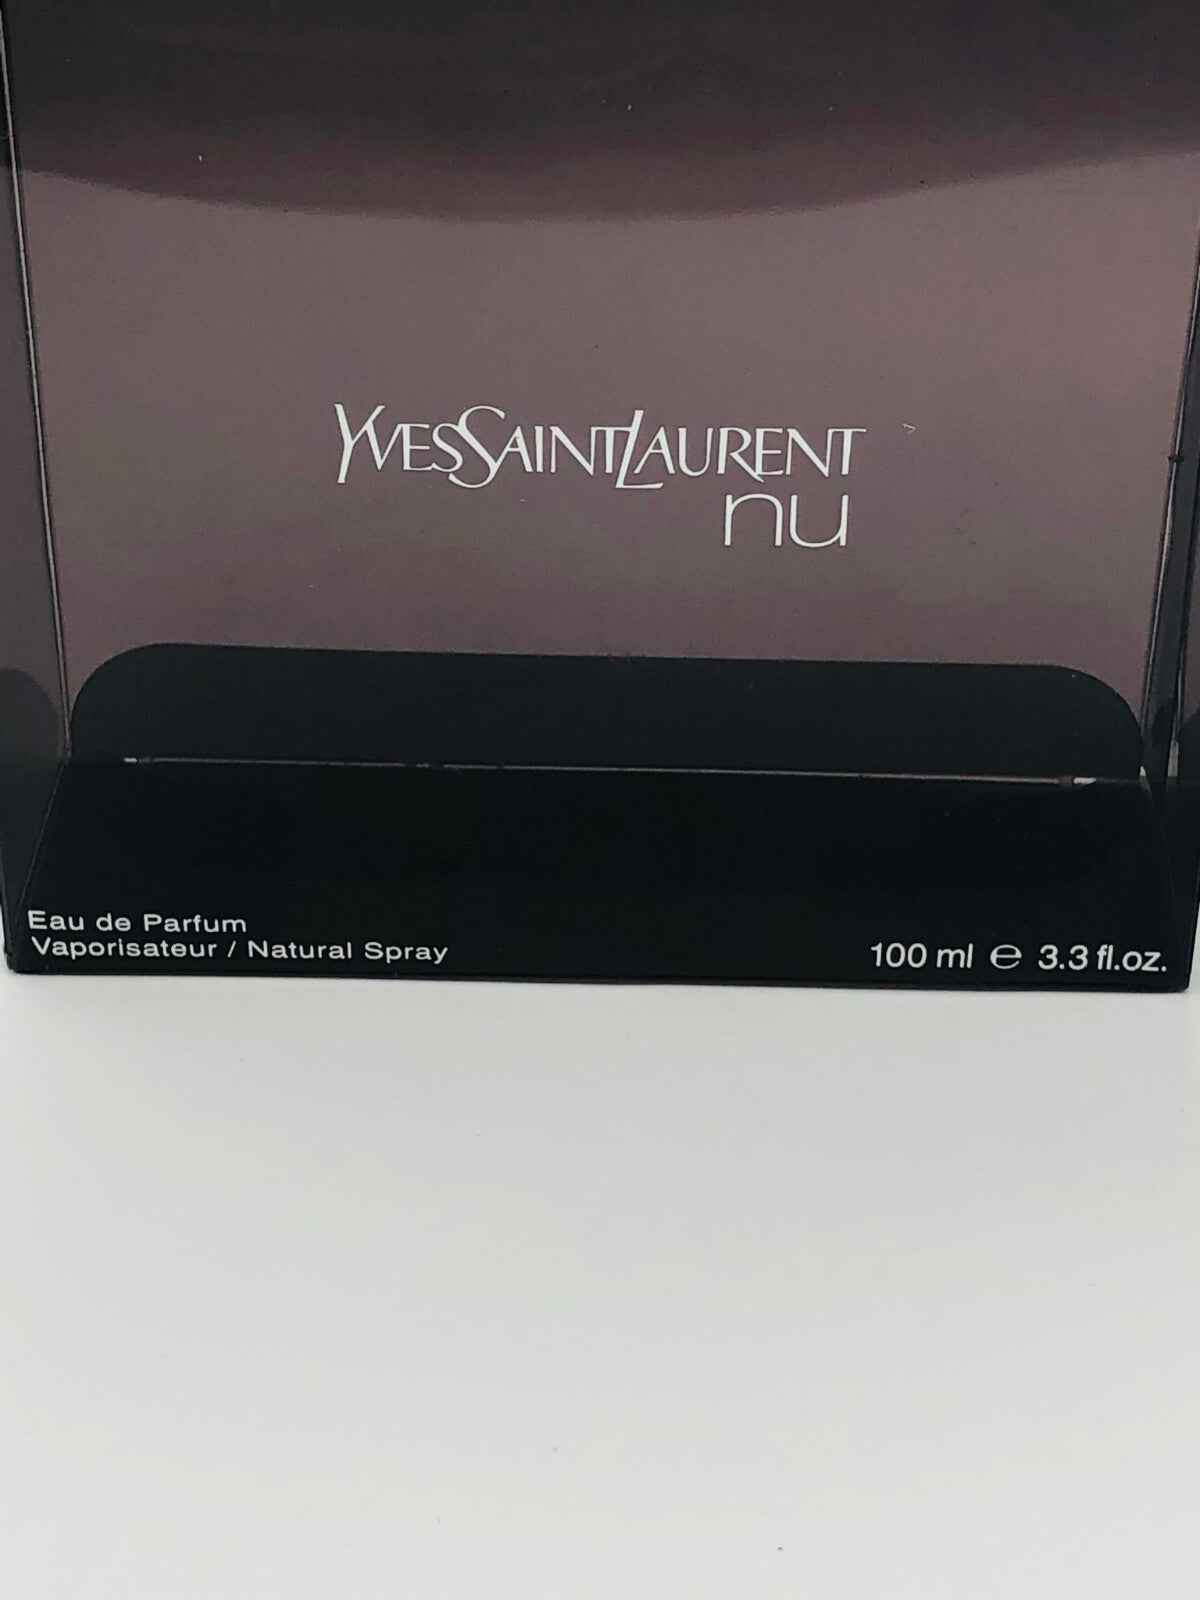 YVESSAINTLAURENT
nu
Eau de Parfum
Vaporisateur / Natural Spray
100 ml ℮ 3.3 fl.oz.